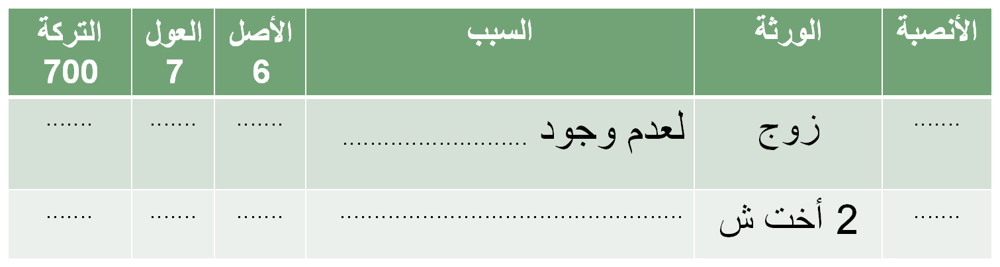 الأنصبة الورثة السبب الأصل 6 العول 7 التركة 700
....... زوج لعدم وجود .......................... ....... ....... .......
....... 2 أخت ش ................................................. ....... ....... .......